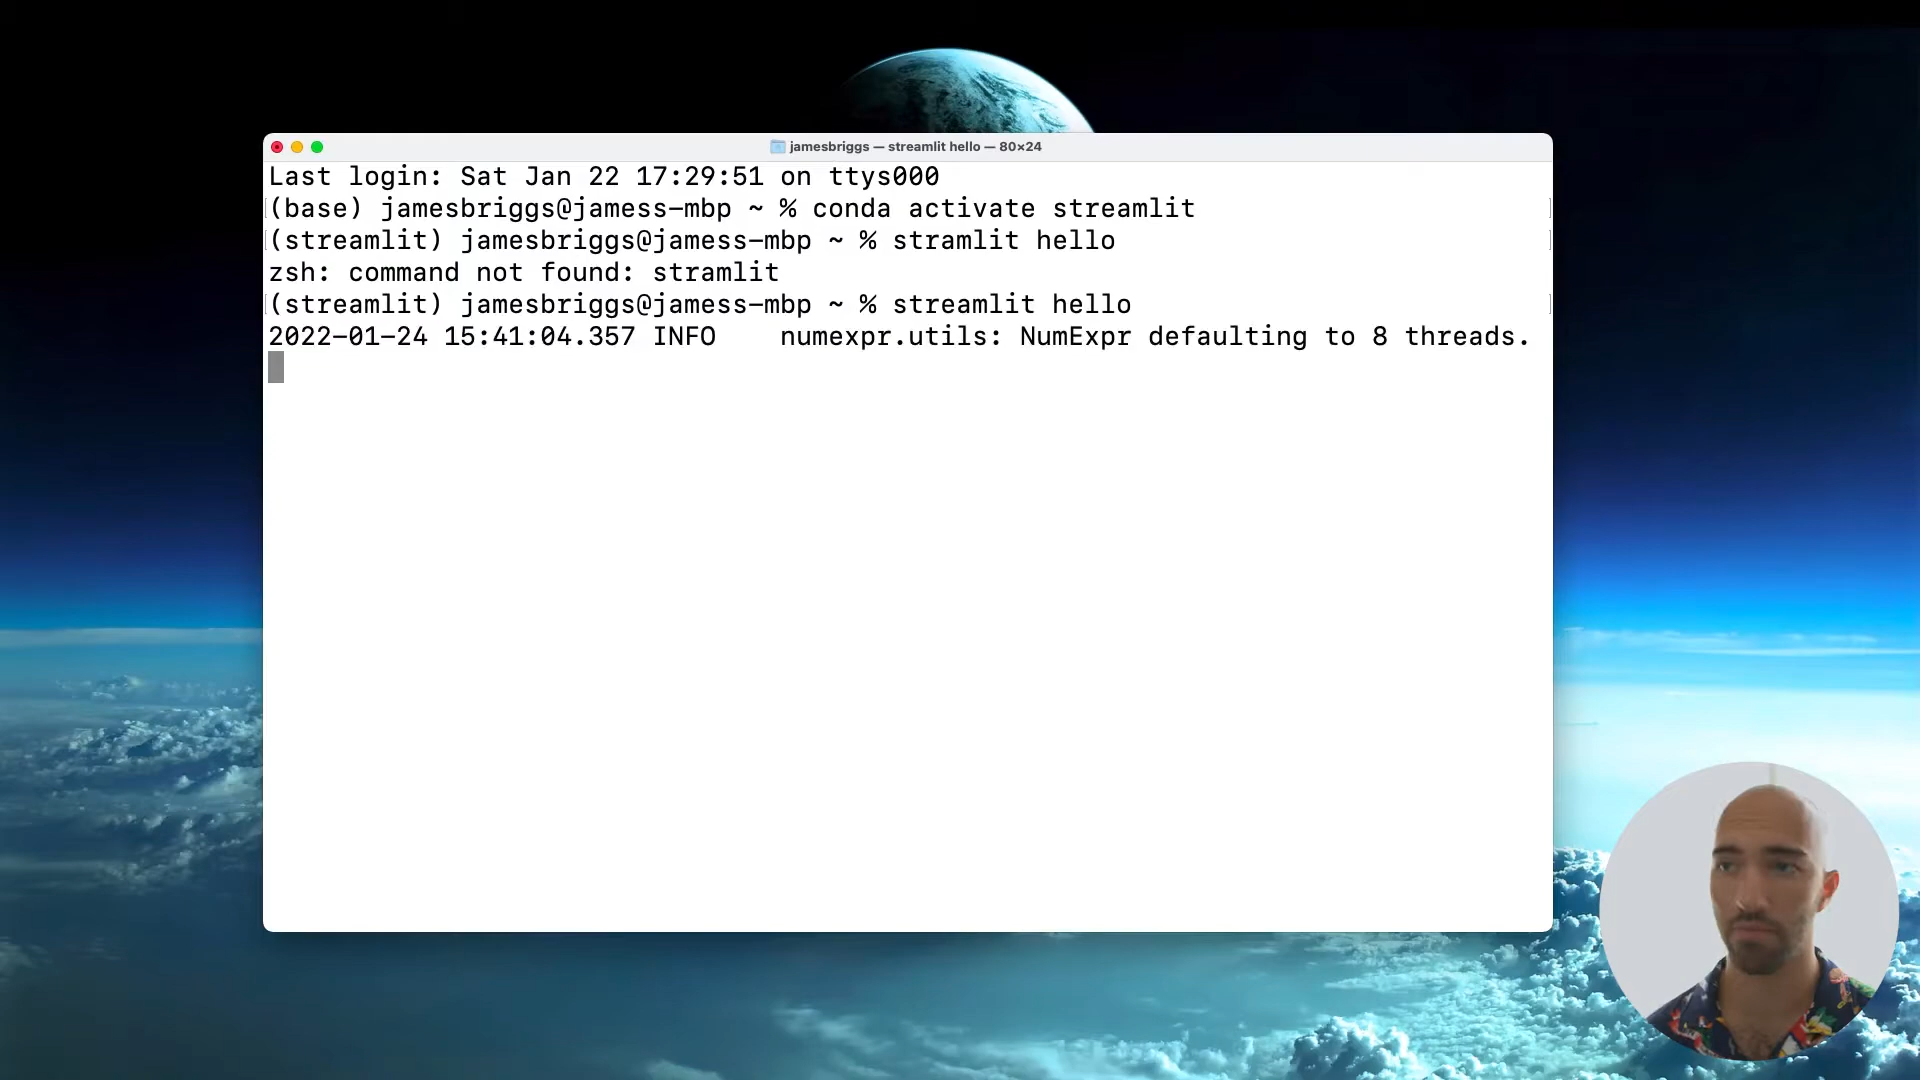 jamesbriggs — streamlit hello — 80×24
Last login: Sat Jan 22 17:29:51 on ttys000
(base) jamesbriggs@jamess-mbp ~ % conda activate streamlit
(streamlit) jamesbriggs@jamess-mbp ~ % stramlit hello
zsh: command not found: stramlit
(streamlit) jamesbriggs@jamess-mbp ~ % streamlit hello
2022-01-24 15:41:04.357 INFO    numexpr.utils: NumExpr defaulting to 8 threads.